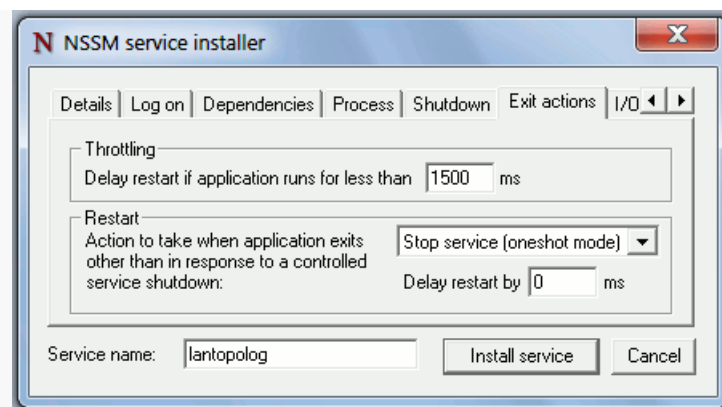 N NSSM service installer
Details Log on Dependencies Process Shutdown Exit actions I/O
Throttling
Delay restart if application runs for less than 1500 ms
Restart
Action to take when application exits
other than in response to a controlled
service shutdown:
Stop service (oneshot mode)
Delay restart by 0 ms
Service name: lantopolog Install service Cancel